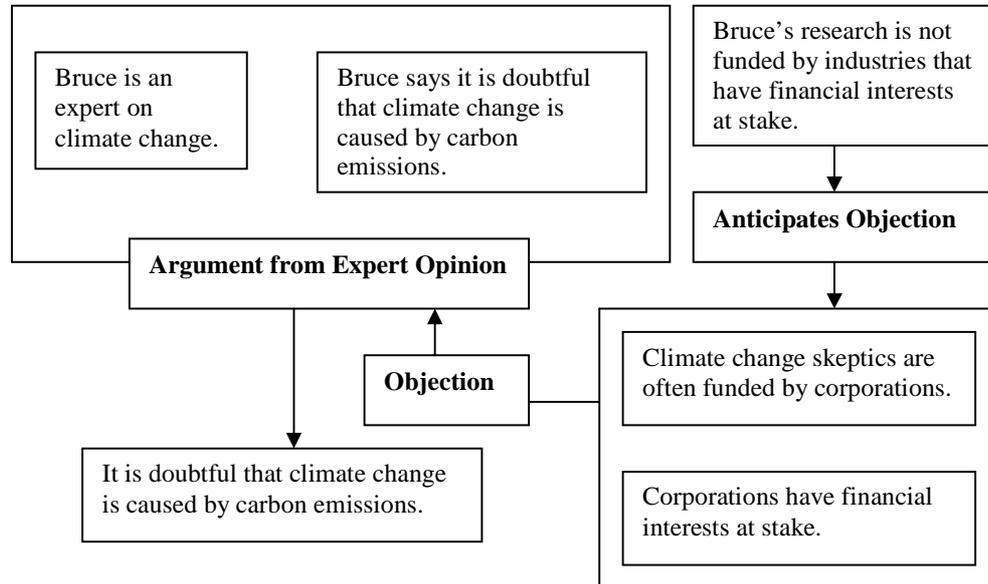 Bruce is an
expert on
climate change.
Bruce says it is doubtful
that climate change is
caused by carbon
emissions.
Bruce’s research is not
funded by industries that
have financial interests
at stake.
Anticipates Objection
Argument from Expert Opinion
Objection
Climate change skeptics are
often funded by corporations.
It is doubtful that climate change
is caused by carbon emissions.
Corporations have financial
interests at stake.